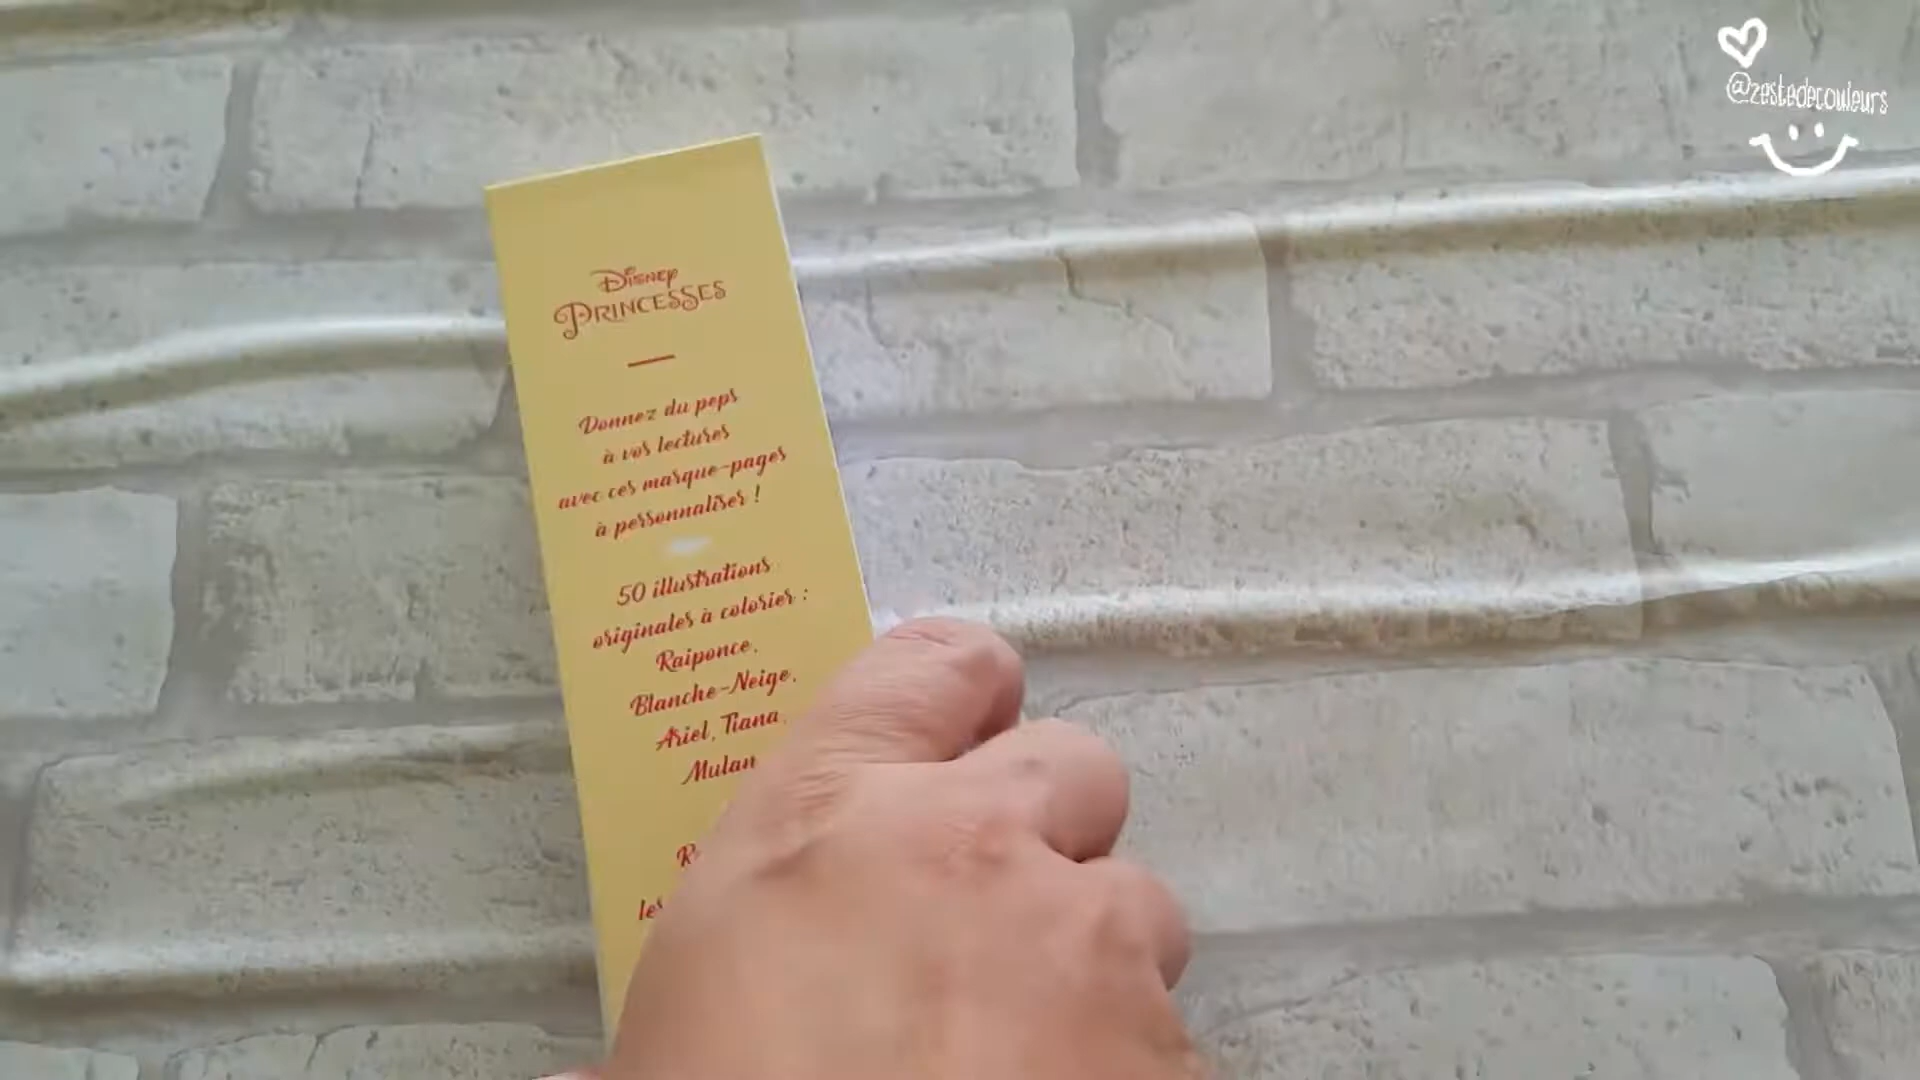 @zestedecouleurs
DISNEY
PRINCESSES
Donnez du peps
à vos lectures
avec ces marque-pages
à personnaliser !
50 illustrations
originales à colorier :
Raiponce,
Blanche-Neige,
Ariel, Tiana,
Mulan
les